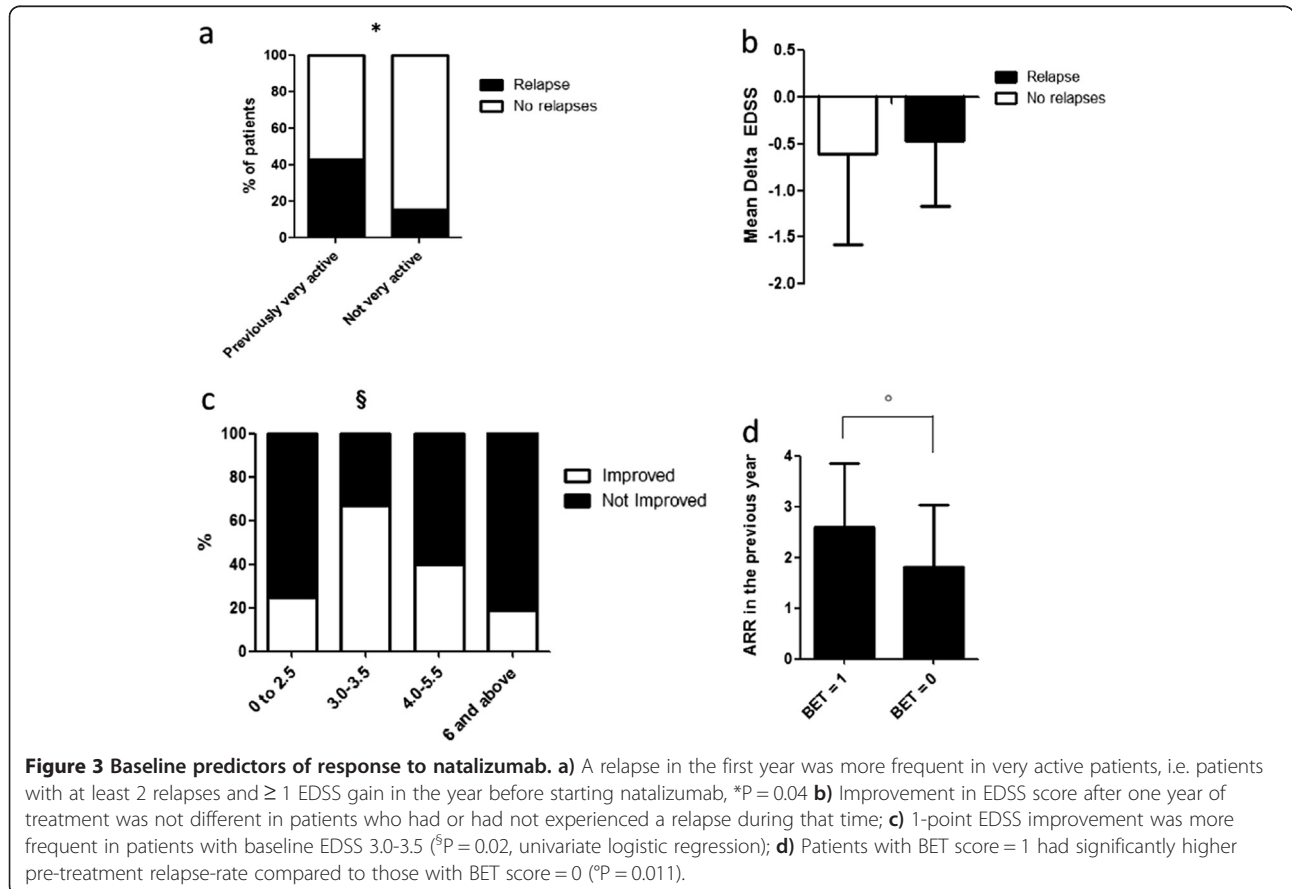 a
*
100
80
60
40
20
0
% of patients
Relapse
No relapses
Previously very active
Not very active
b
0.5
0.0
-0.5
-1.0
-1.5
-2.0
Mean Delta EDSS
Relapse
No relapses
c
§
100
80
60
40
20
0
%
Improved
Not Improved
0 to 2.5
3.0-3.5
4.0-5.5
6 and above
d
°
4
3
2
1
0
ARR in the previous year
BET = 1
BET = 0
Figure 3 Baseline predictors of response to natalizumab. a) A relapse in the first year was more frequent in very active patients, i.e. patients
with at least 2 relapses and ≥ 1 EDSS gain in the year before starting natalizumab, *P = 0.04 b) Improvement in EDSS score after one year of
treatment was not different in patients who had or had not experienced a relapse during that time; c) 1-point EDSS improvement was more
frequent in patients with baseline EDSS 3.0-3.5 (§P = 0.02, univariate logistic regression); d) Patients with BET score = 1 had significantly higher
pre-treatment relapse-rate compared to those with BET score = 0 (°P = 0.011).